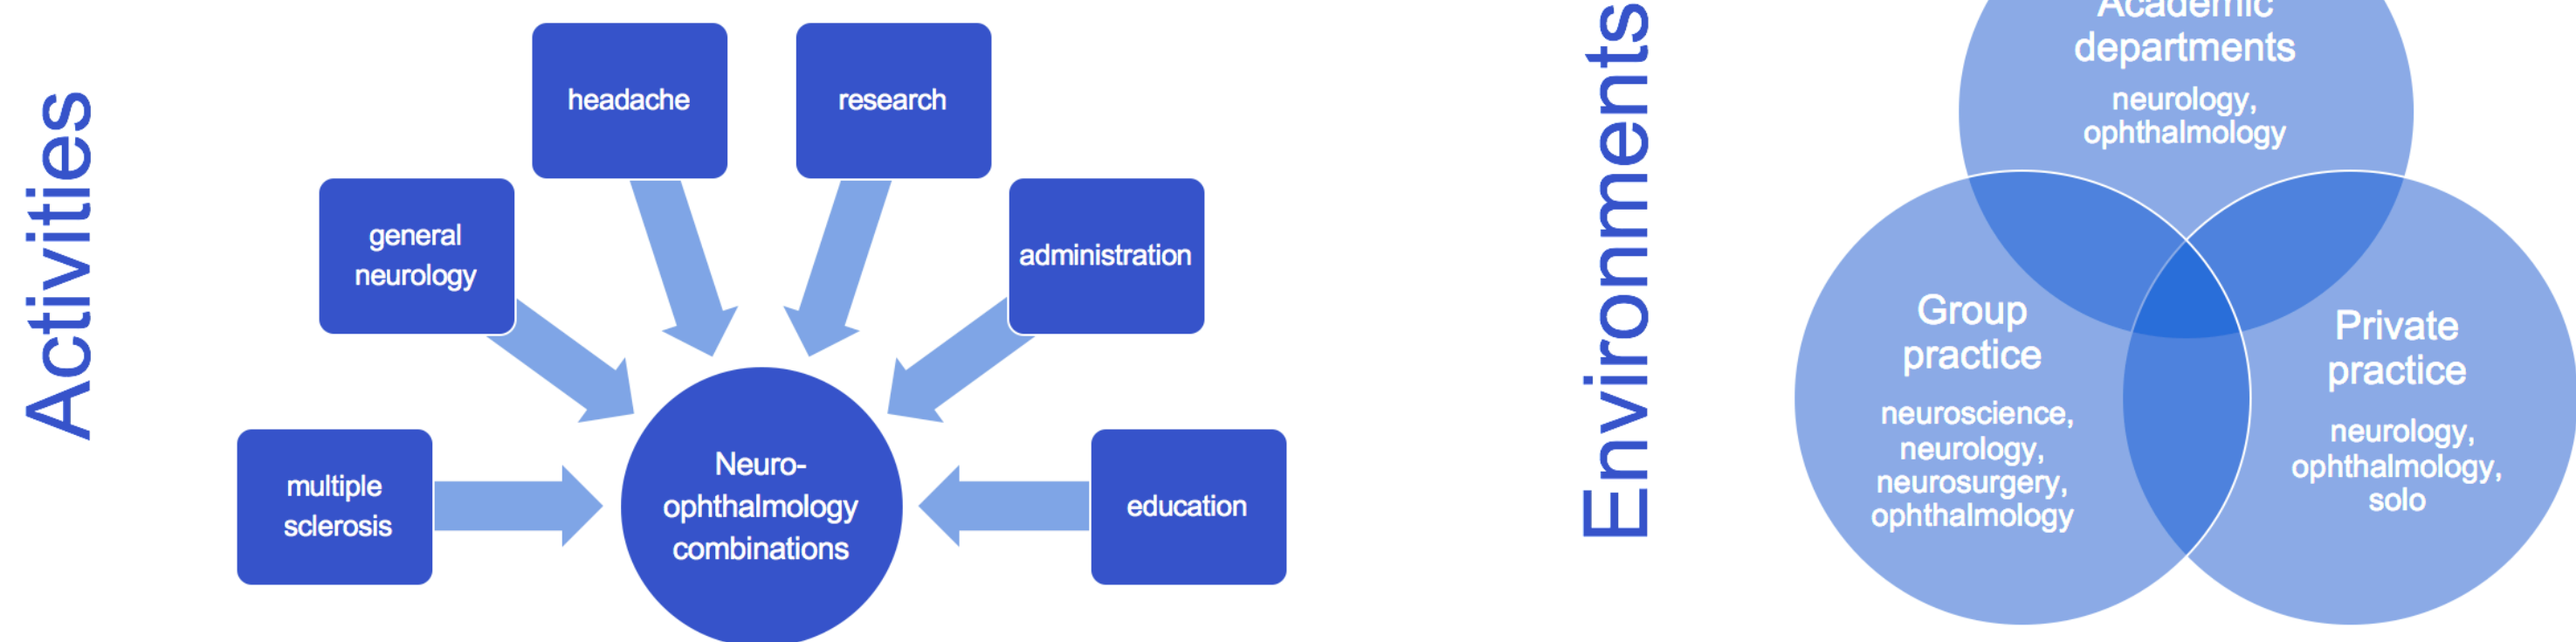 Activities
headache
research
general
neurology
administration
multiple
sclerosis
Neuro-
ophthalmology
combinations
education
Environments
Academic
departments
neurology,
ophthalmology
Group
practice
neuroscience,
neurology,
neurosurgery,
ophthalmology
Private
practice
neurology,
ophthalmology,
solo